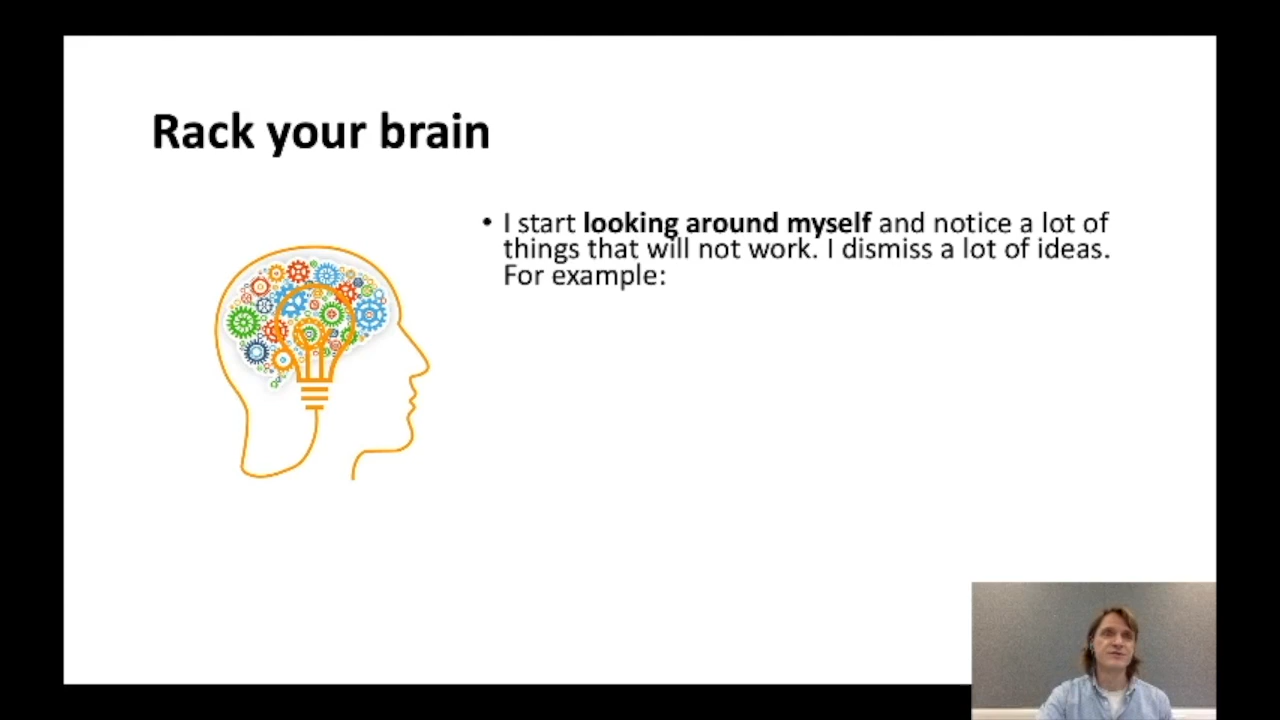 Rack your brain
• I start looking around myself and notice a lot of
things that will not work. I dismiss a lot of ideas.
For example: